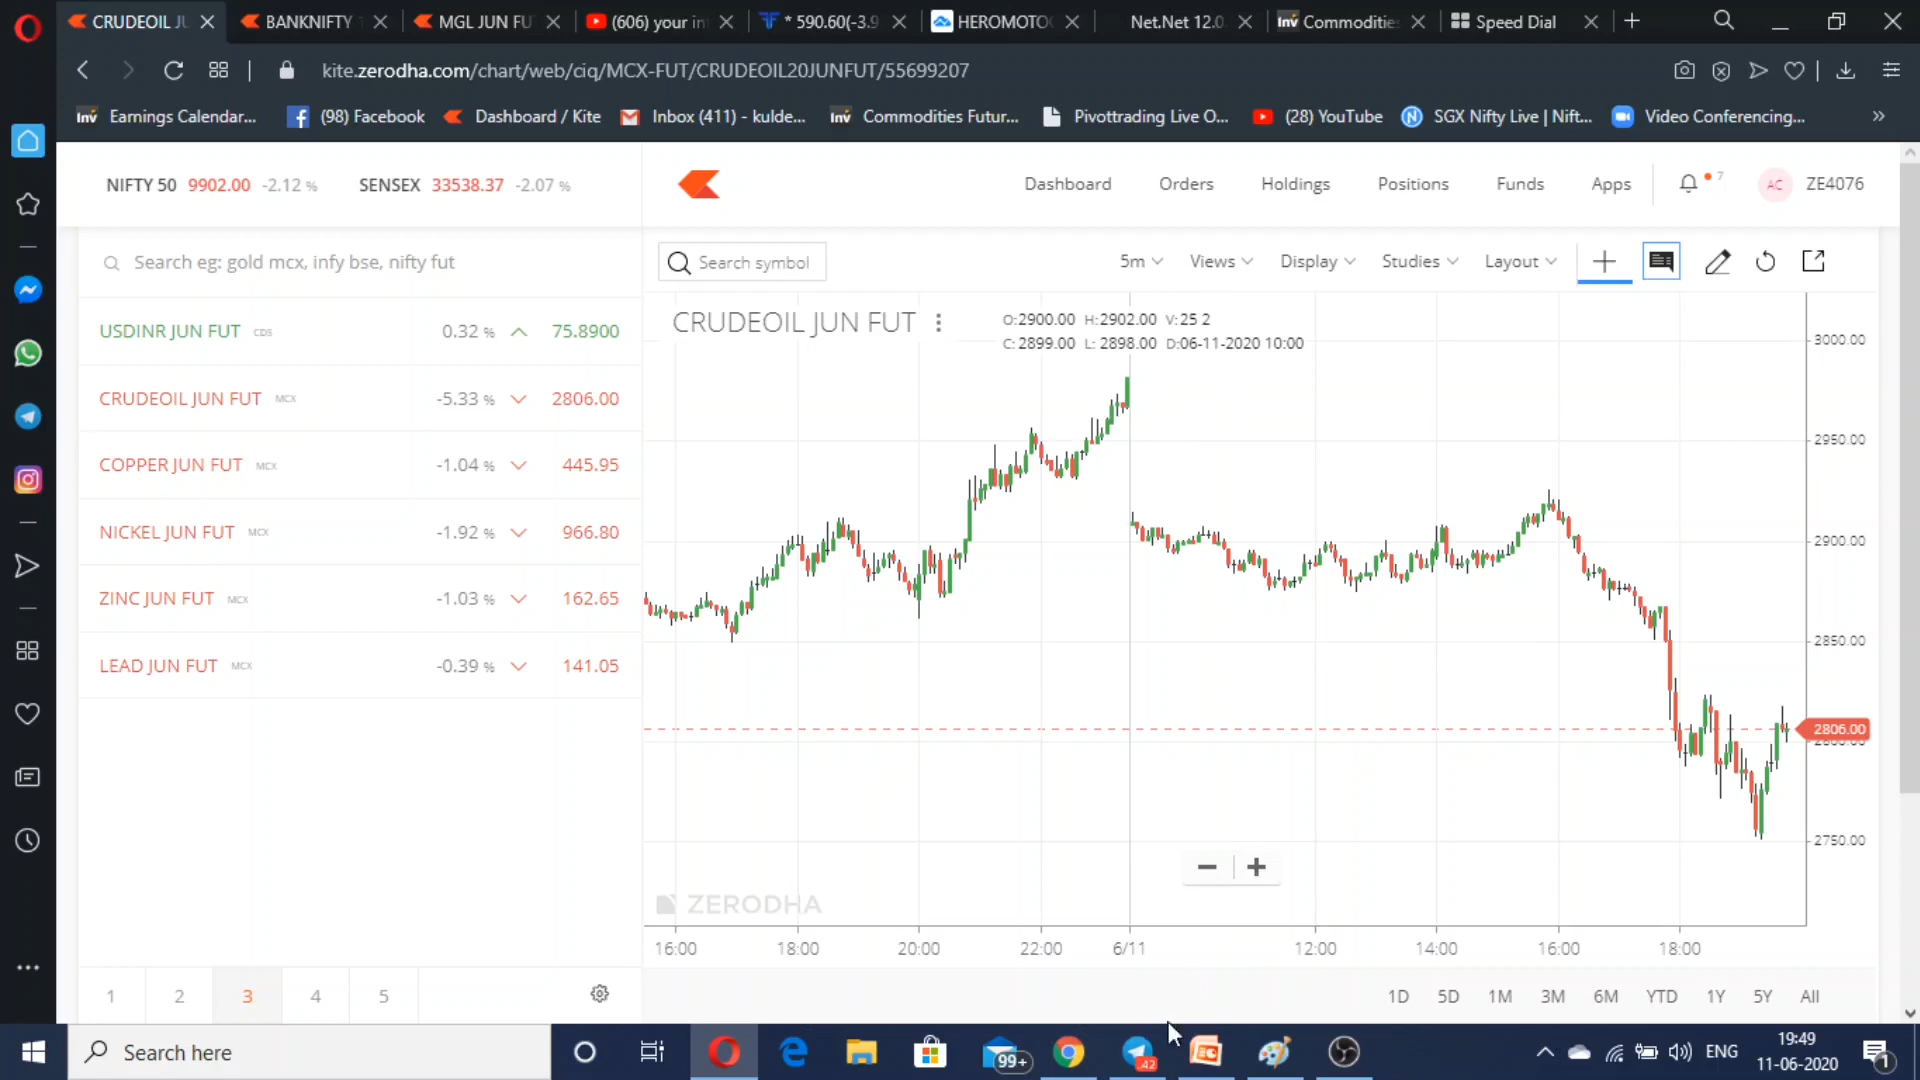 CRUDEOIL JU
BANKNIFTY
MGL JUN FU
(606) your in
* 590.60(-3.9
HEROMOTO
Net.Net 12.0
Inv Commodities
Speed Dial
kite.zerodha.com/chart/web/ciq/MCX-FUT/CRUDEOIL20JUNFUT/55699207
Inv Earnings Calendar...
(98) Facebook
Dashboard / Kite
Inbox (411) - kulde...
Inv Commodities Futur...
Pivottrading Live O...
(28) YouTube
SGX Nifty Live | Nift...
Video Conferencing...
NIFTY 50 9902.00 -2.12 %
SENSEX 33538.37 -2.07 %
Dashboard
Orders
Holdings
Positions
Funds
Apps
7
AC
ZE4076
Search eg: gold mcx, infy bse, nifty fut
Search symbol
5m
Views
Display
Studies
Layout
USDINR JUN FUT CDS 0.32 % 75.8900
CRUDEOIL JUN FUT MCX -5.33 % 2806.00
COPPER JUN FUT MCX -1.04 % 445.95
NICKEL JUN FUT MCX -1.92 % 966.80
ZINC JUN FUT MCX -1.03 % 162.65
LEAD JUN FUT MCX -0.39 % 141.05
CRUDEOIL JUN FUT
O:2900.00 H:2902.00 V:25 2
C:2899.00 L: 2898.00 D:06-11-2020 10:00
3000.00
2950.00
2900.00
2850.00
2806.00
2800.00
2750.00
ZERODHA
16:00 18:00 20:00 22:00 6/11 12:00 14:00 16:00 18:00
1 2 3 4 5
1D 5D 1M 3M 6M YTD 1Y 5Y All
Search here
99+
42
ENG
19:49
11-06-2020
1